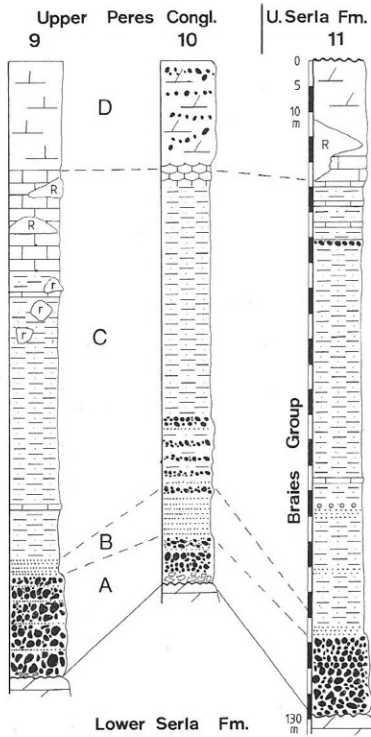 Upper Peres Congl.
U. Serla Fm.
9
10
11
0
5
10
m
D
R
R
R
r
r
r
C
B
A
Braies Group
130
m
Lower Serla Fm.